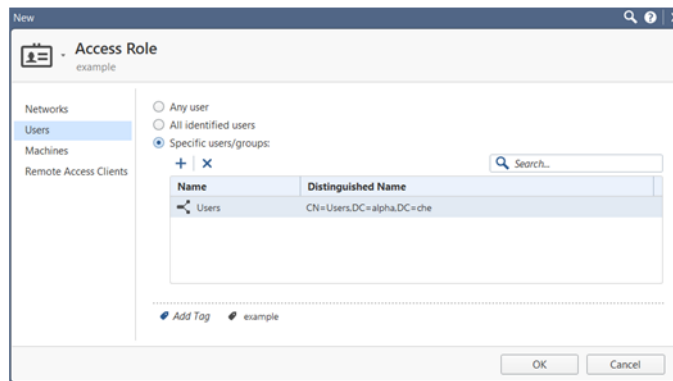 New
Access Role
example
Networks
Users
Machines
Remote Access Clients
Any user
All identified users
Specific users/groups:
Search...
Name Distinguished Name
Users CN=Users,DC=alpha,DC=che
Add Tag example
OK Cancel